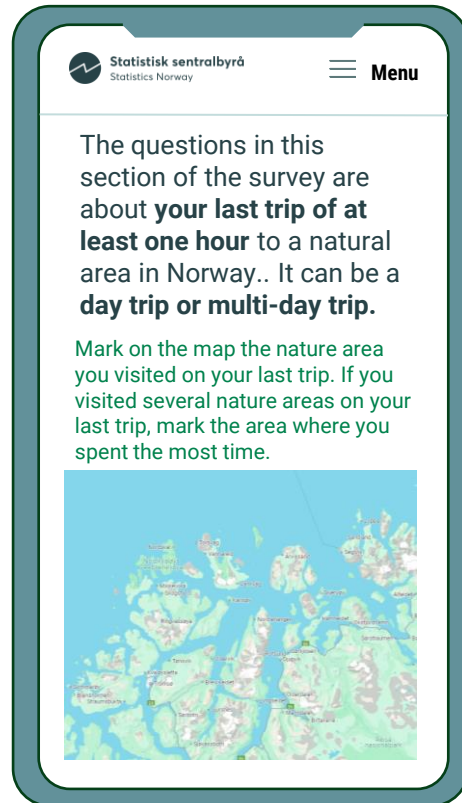 Statistisk sentralbyrå
Statistics Norway
Menu
The questions in this
section of the survey are
about your last trip of at
least one hour to a natural
area in Norway.. It can be a
day trip or multi-day trip.
Mark on the map the nature area
you visited on your last trip. If you
visited several nature areas on your
last trip, mark the area where you
spent the most time.